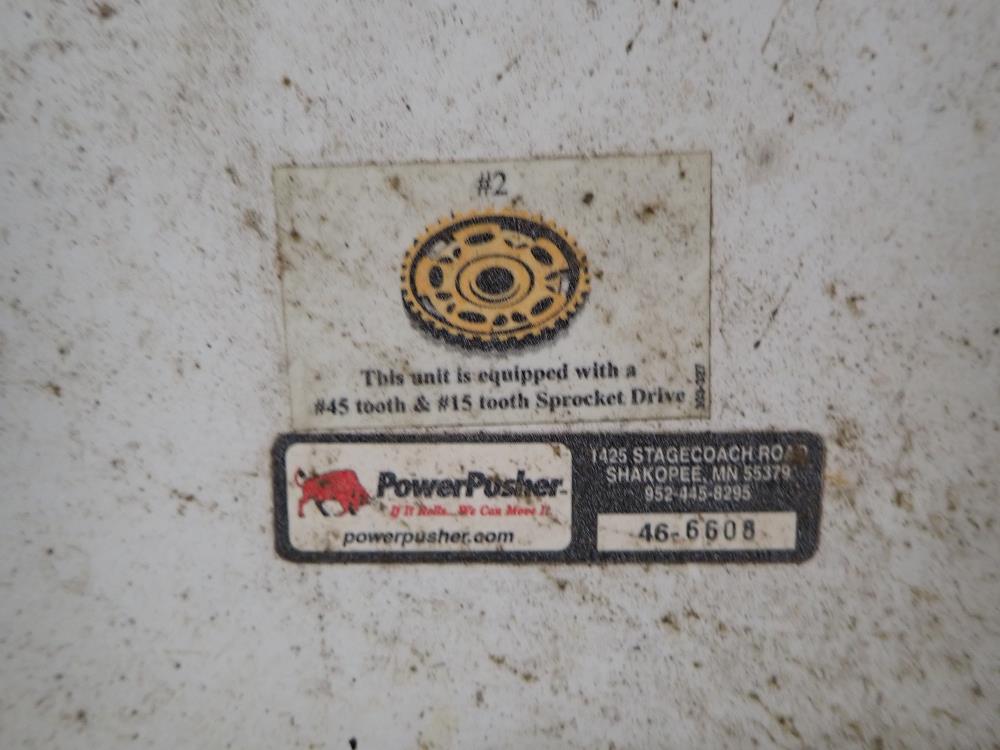 #2
This unit is equipped with a
#45 tooth & #15 tooth Sprocket Drive
PowerPusher
If It Rolls...We Can Move It
powerpusher.com
1425 STAGECOACH ROAD
SHAKOPEE, MN 55379
952-445-8295
46-6608